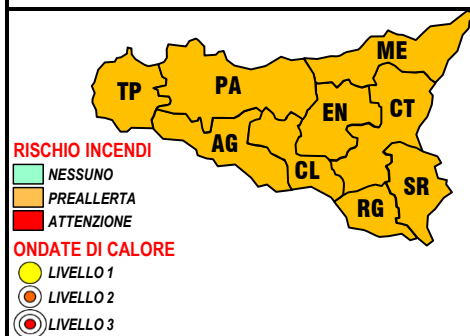 ME
TP
PA
EN
CT
AG
CL
SR
RG
RISCHIO INCENDI
NESSUNO
PREALLERTA
ATTENZIONE
ONDATE DI CALORE
LIVELLO 1
LIVELLO 2
LIVELLO 3